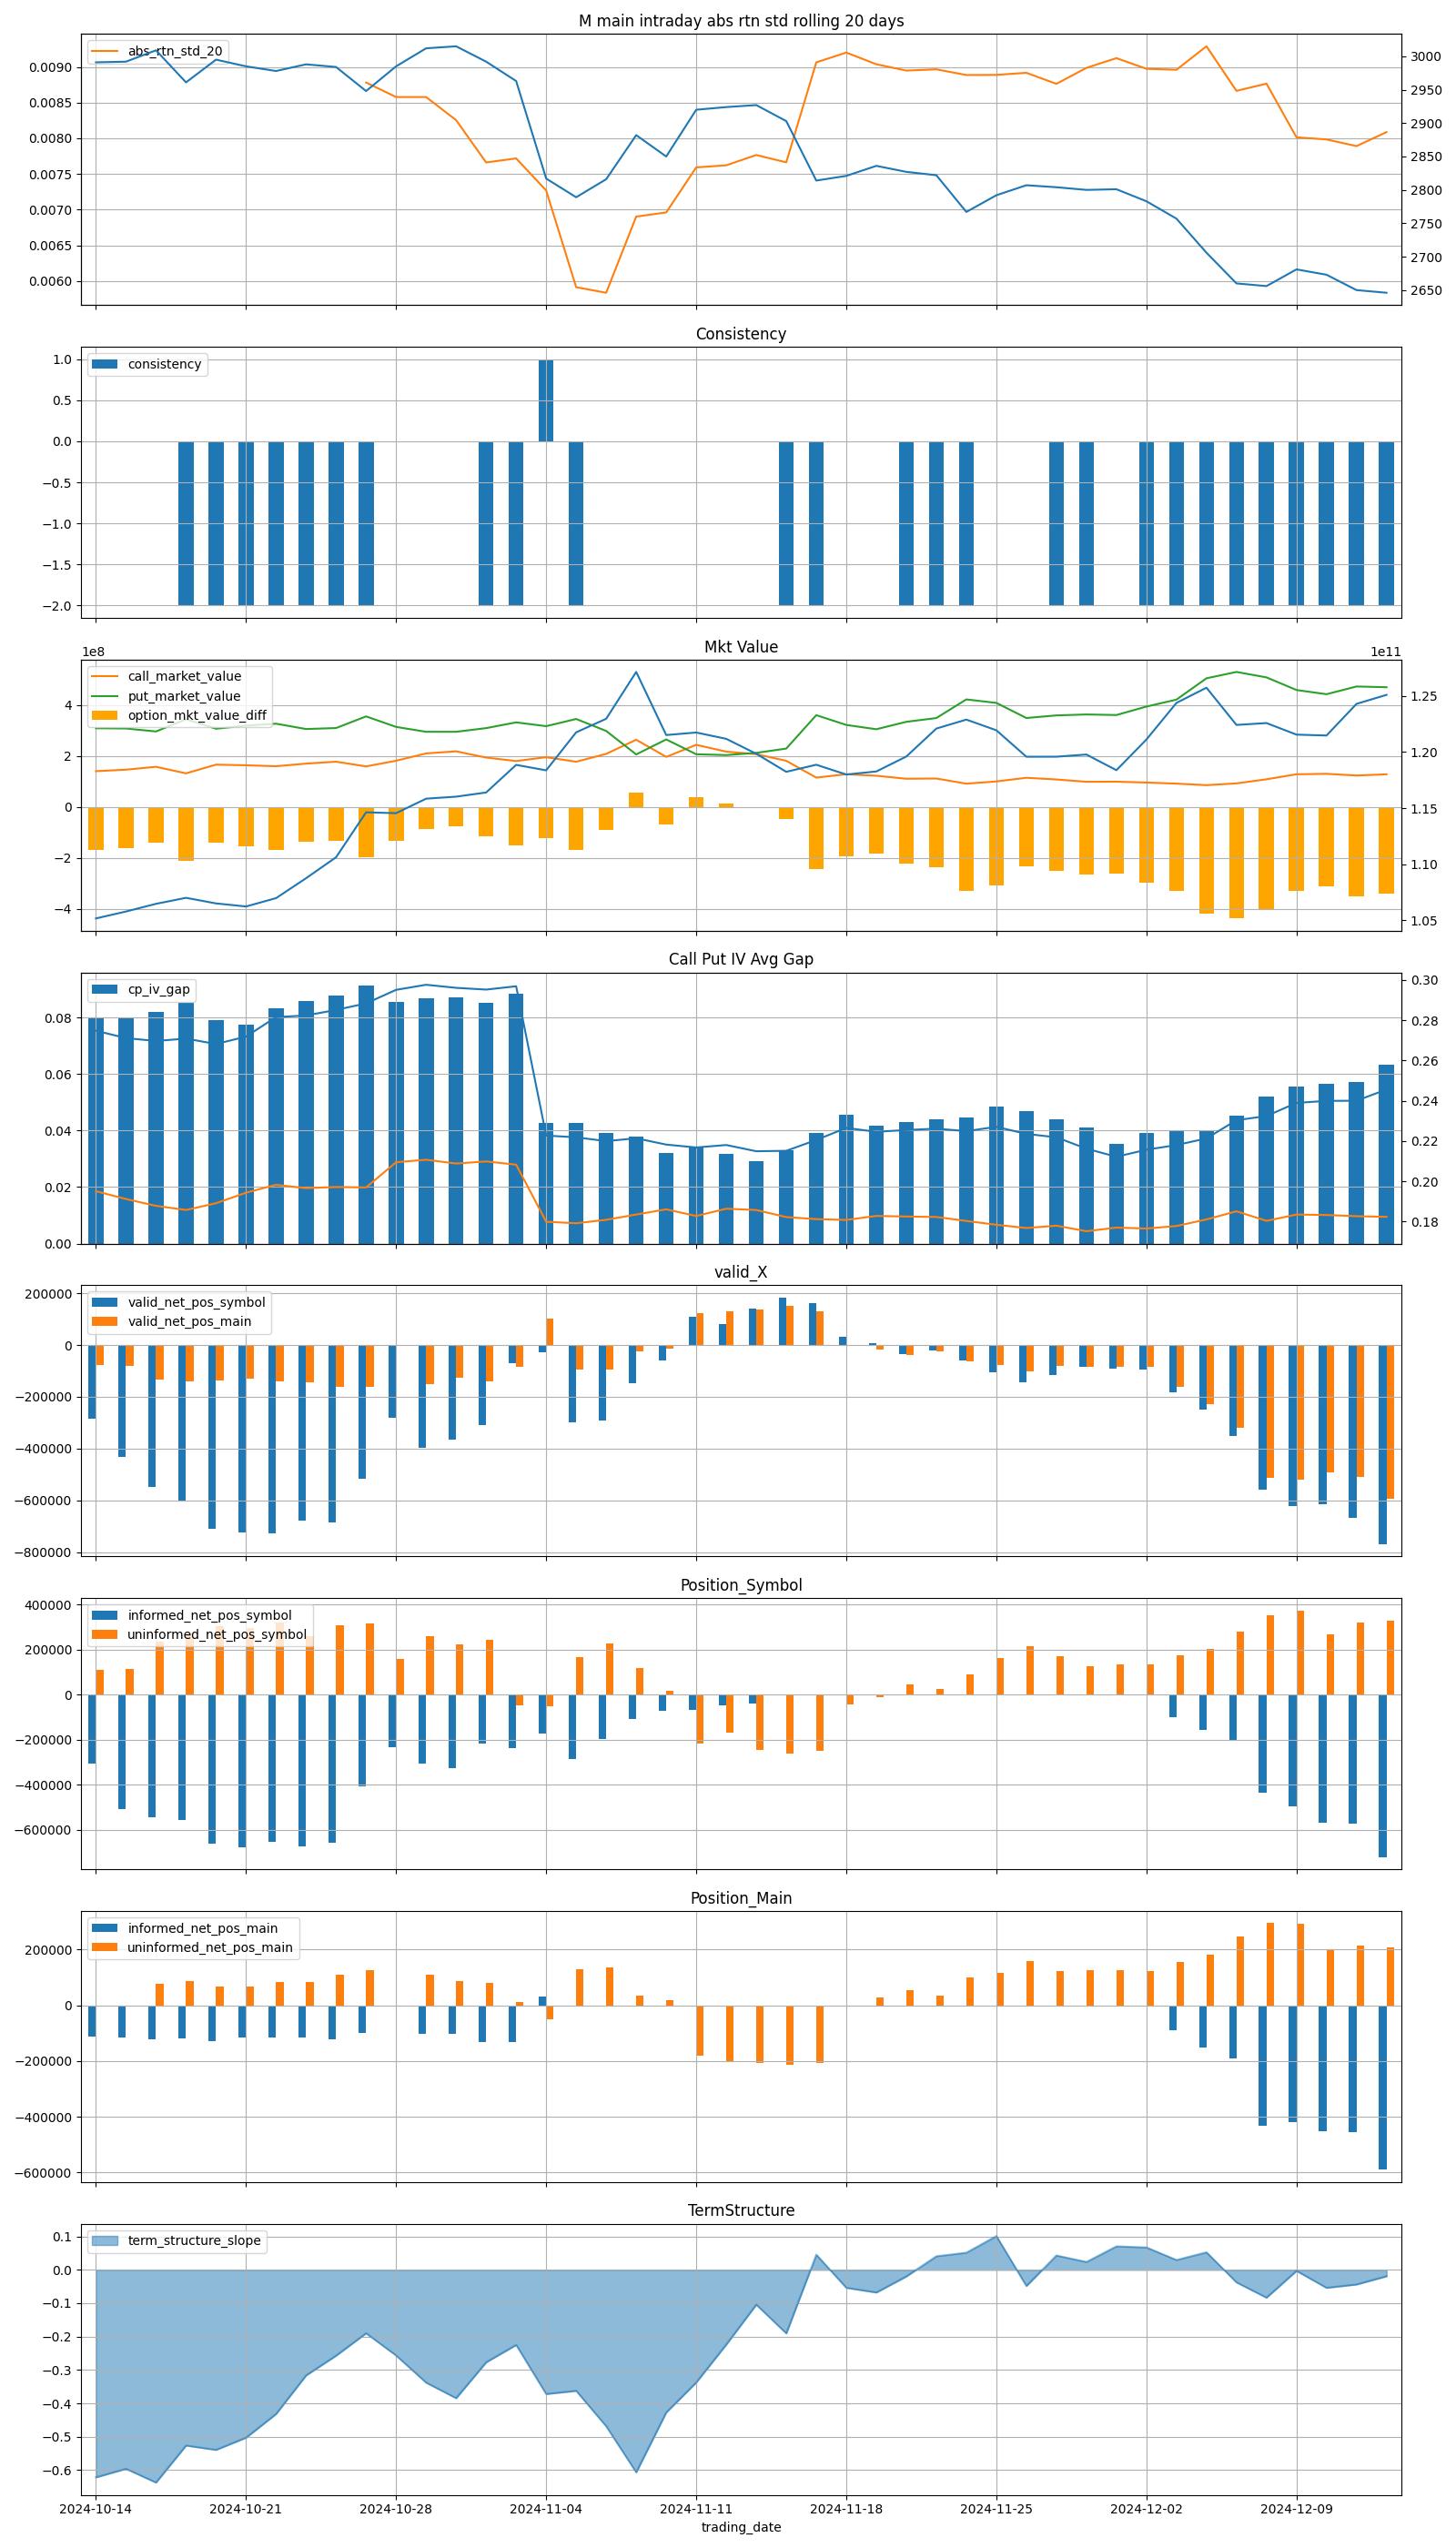 M main intraday abs rtn std rolling 20 days
abs_rtn_std_20
0.0090
0.0085
0.0080
0.0075
0.0070
0.0065
0.0060
3000
2950
2900
2850
2800
2750
2700
2650
Consistency
consistency
1.0
0.5
0.0
−0.5
−1.0
−1.5
−2.0
Mkt Value
1e8
1e11
call_market_value
put_market_value
option_mkt_value_diff
4
2
0
−2
−4
1.25
1.20
1.15
1.10
1.05
Call Put IV Avg Gap
cp_iv_gap
0.08
0.06
0.04
0.02
0.00
0.30
0.28
0.26
0.24
0.22
0.20
0.18
valid_X
valid_net_pos_symbol
valid_net_pos_main
200000
0
−200000
−400000
−600000
−800000
Position_Symbol
informed_net_pos_symbol
uninformed_net_pos_symbol
400000
200000
0
−200000
−400000
−600000
Position_Main
informed_net_pos_main
uninformed_net_pos_main
200000
0
−200000
−400000
−600000
TermStructure
term_structure_slope
0.1
0.0
−0.1
−0.2
−0.3
−0.4
−0.5
−0.6
2024-10-14 2024-10-21 2024-10-28 2024-11-04 2024-11-11 2024-11-18 2024-11-25 2024-12-02 2024-12-09
trading_date